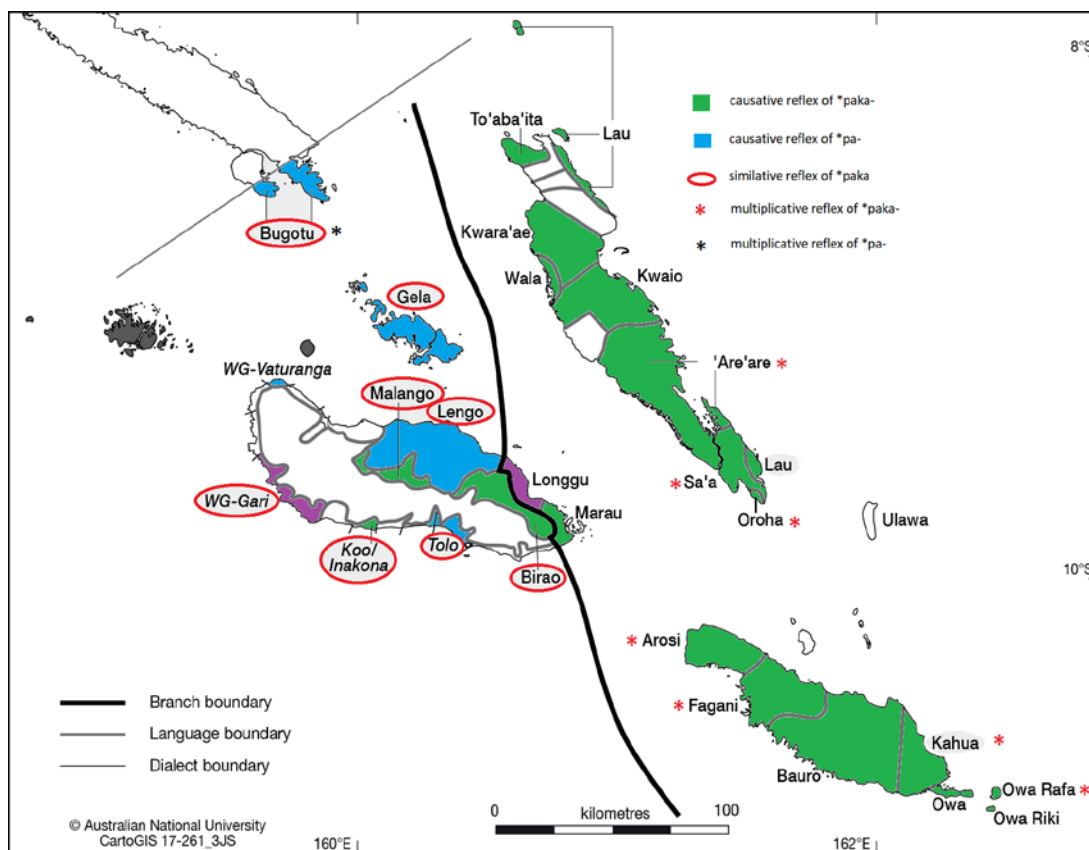 8°S
To'aba'ita
Lau
causative reflex of *paka-
causative reflex of *pa-
similative reflex of *paka
* multiplicative reflex of *paka-
* multiplicative reflex of *pa-
Bugotu *
Kwara'ae
Wala
Kwaio
Gela
'Are'are *
WG-Vaturanga
Malango
Lengo
Longgu
Marau
Lau
* Sa'a
Oroha *
Ulawa
WG-Gari
Koo/
Inakona
Tolo
Birao
10°S
* Arosi
* Fagani
Kahua *
Bauro
Owa
Owa Rafa *
Owa Riki
Branch boundary
Language boundary
Dialect boundary
0 kilometres 100
© Australian National University
CartoGIS 17-261_3JS
160°E
162°E